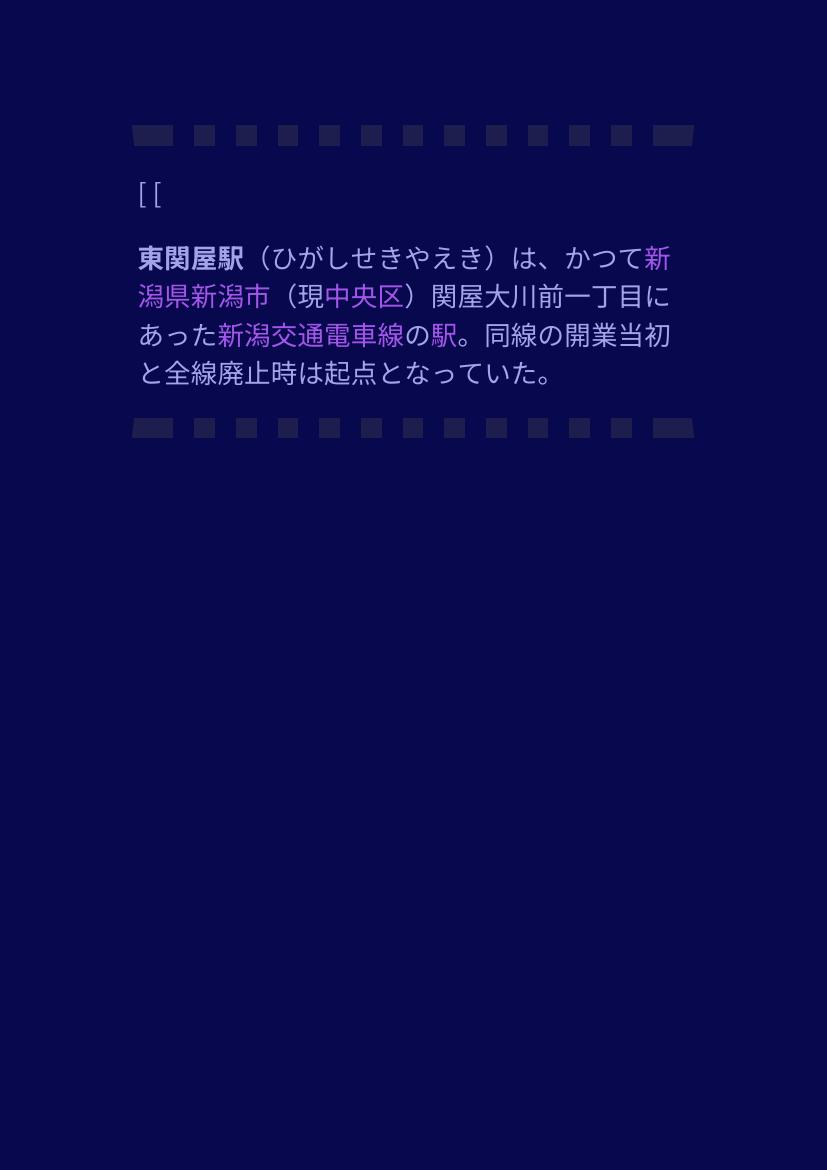 [ [
東関屋駅（ひがしせきやえき）は、かつて新
潟県新潟市（現中央区）関屋大川前一丁目に
あった新潟交通電車線の駅。同線の開業当初
と全線廃止時は起点となっていた。